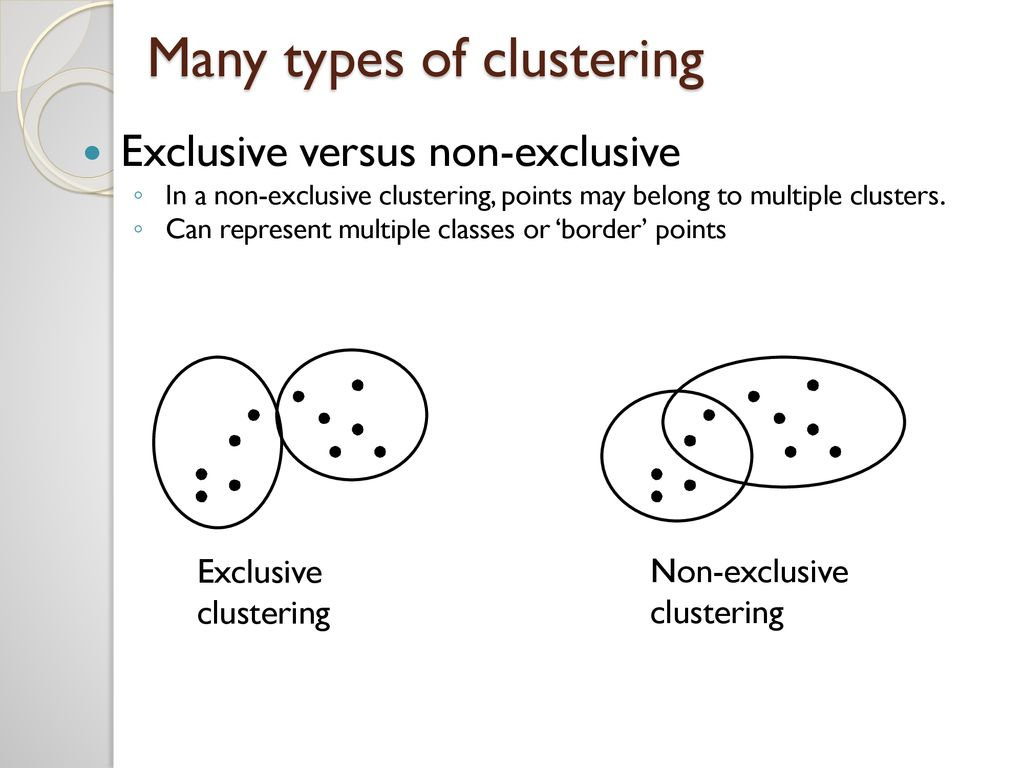 Many types of clustering
• Exclusive versus non-exclusive
◦ In a non-exclusive clustering, points may belong to multiple clusters.
◦ Can represent multiple classes or ‘border’ points
Exclusive
clustering
Non-exclusive
clustering